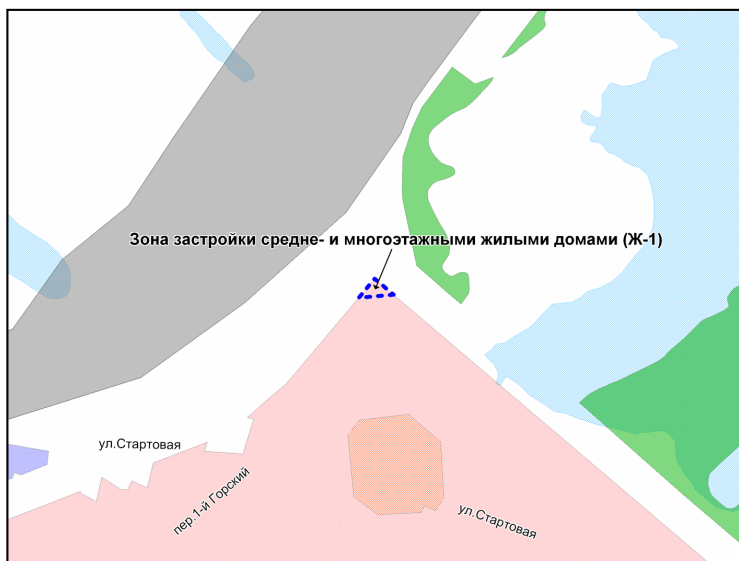 Зона застройки средне- и многоэтажными жилыми домами (Ж-1)
ул.Стартовая
пер.1-й Горский
ул.Стартовая